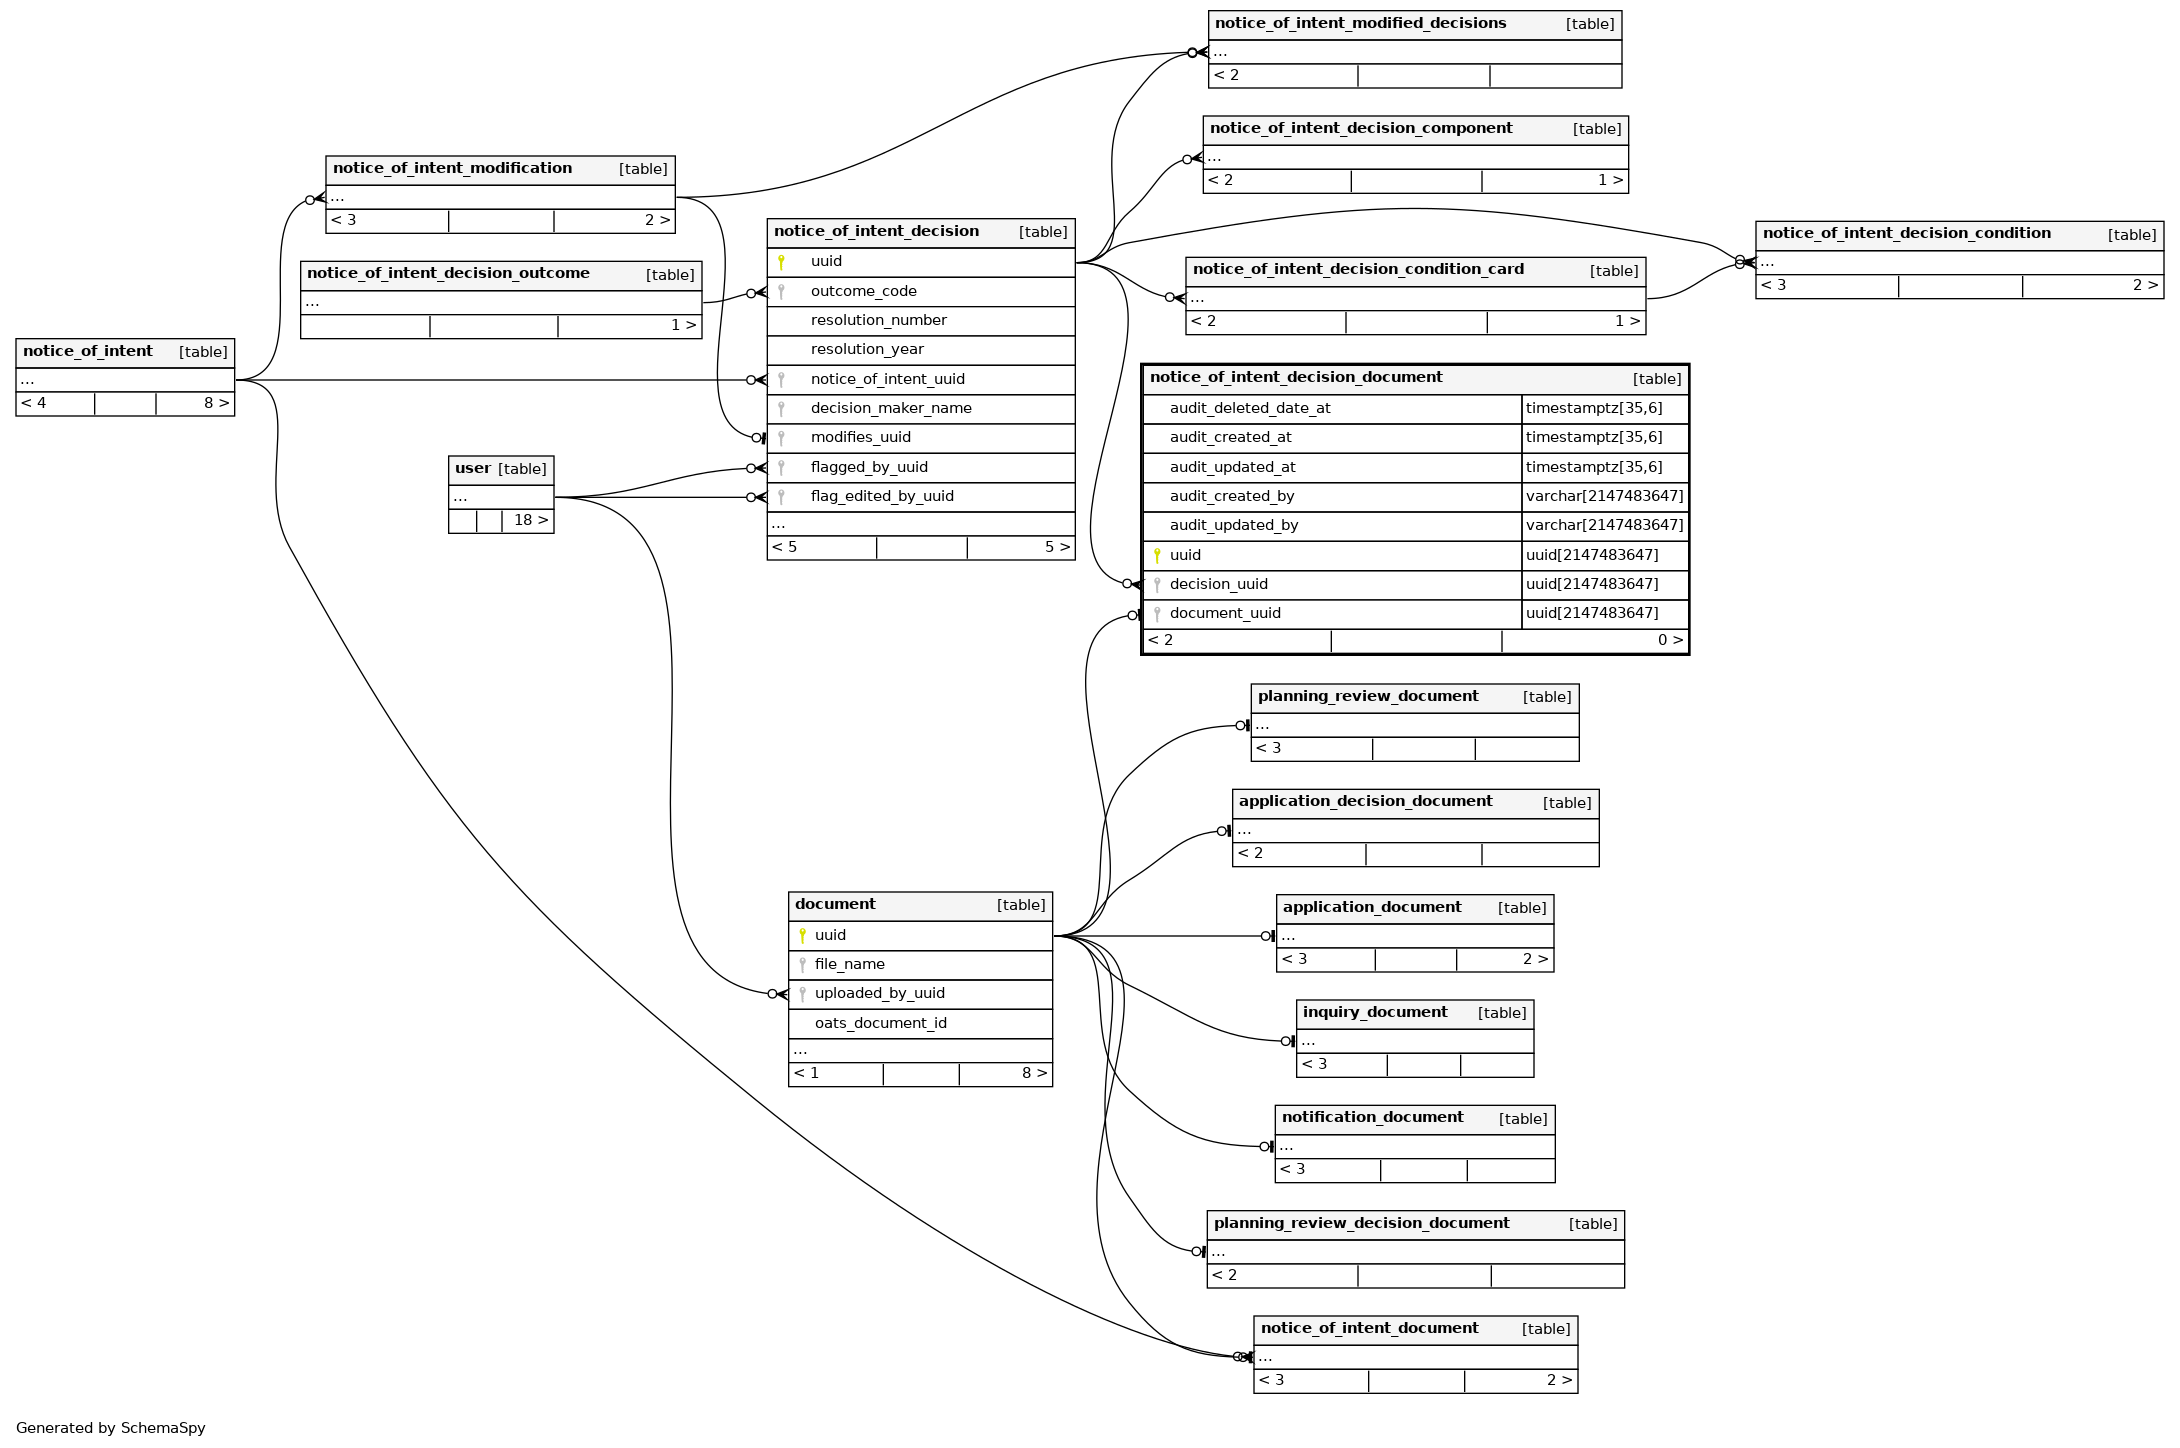 notice_of_intent_modified_decisions [table]
...
< 2
notice_of_intent_decision_component [table]
...
< 2 1 >
notice_of_intent_modification [table]
...
< 3 2 >
notice_of_intent_decision [table]
uuid
outcome_code
resolution_number
resolution_year
notice_of_intent_uuid
decision_maker_name
modifies_uuid
flagged_by_uuid
flag_edited_by_uuid
...
< 5 5 >
notice_of_intent_decision_condition [table]
...
< 3 2 >
notice_of_intent_decision_condition_card [table]
...
< 2 1 >
notice_of_intent_decision_outcome [table]
...
1 >
notice_of_intent [table]
...
< 4 8 >
notice_of_intent_decision_document [table]
audit_deleted_date_at timestamptz[35,6]
audit_created_at timestamptz[35,6]
audit_updated_at timestamptz[35,6]
audit_created_by varchar[2147483647]
audit_updated_by varchar[2147483647]
uuid uuid[2147483647]
decision_uuid uuid[2147483647]
document_uuid uuid[2147483647]
< 2 0 >
user [table]
...
18 >
planning_review_document [table]
...
< 3
application_decision_document [table]
...
< 2
document [table]
uuid
file_name
uploaded_by_uuid
oats_document_id
...
< 1 8 >
application_document [table]
...
< 3 2 >
inquiry_document [table]
...
< 3
notification_document [table]
...
< 3
planning_review_decision_document [table]
...
< 2
notice_of_intent_document [table]
...
< 3 2 >
Generated by SchemaSpy